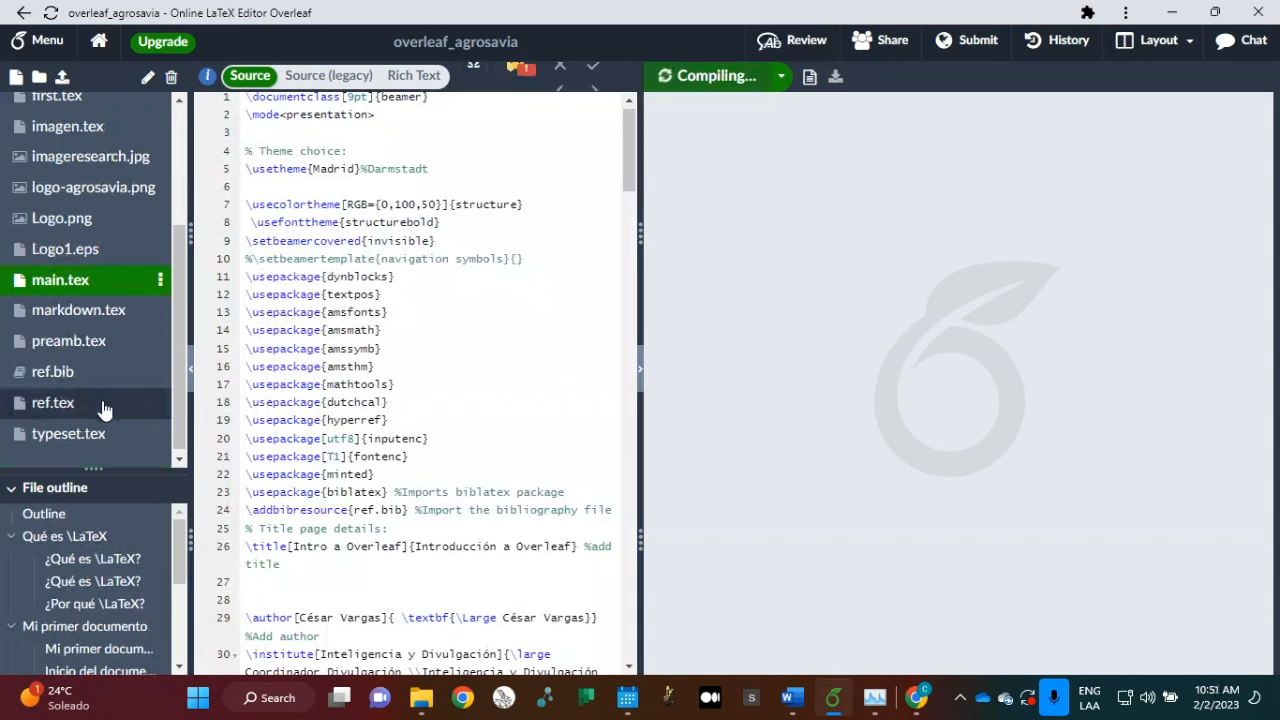 overleaf_agrosavia - Online LaTeX Editor Overleaf
Menu
Upgrade
overleaf_agrosavia
Review
Share
Submit
History
Layout
Chat
Source
Source (legacy)
Rich Text
Compiling...
first.tex
imagen.tex
imageresearch.jpg
logo-agrosavia.png
Logo.png
Logo1.eps
main.tex
markdown.tex
preamb.tex
ref.bib
ref.tex
typeset.tex
File outline
Outline
Qué es \LaTeX
¿Qué es \LaTeX?
¿Qué es \LaTeX?
¿Por qué \LaTeX?
Mi primer documento
Mi primer docum...
Inicio del docume...
1 \documentclass[9pt]{beamer}
2 \mode<presentation>
3
4 % Theme choice:
5 \usetheme{Madrid}%Darmstadt
6
7 \usecolortheme[RGB={0,100,50}]{structure}
8 \usefonttheme{structurebold}
9 \setbeamercovered{invisible}
10 %\setbeamertemplate{navigation symbols}{}
11 \usepackage{dynblocks}
12 \usepackage{textpos}
13 \usepackage{amsfonts}
14 \usepackage{amsmath}
15 \usepackage{amssymb}
16 \usepackage{amsthm}
17 \usepackage{mathtools}
18 \usepackage{dutchcal}
19 \usepackage{hyperref}
20 \usepackage[utf8]{inputenc}
21 \usepackage[T1]{fontenc}
22 \usepackage{minted}
23 \usepackage{biblatex} %Imports biblatex package
24 \addbibresource{ref.bib} %Import the bibliography file
25 % Title page details:
26 \title[Intro a Overleaf]{Introducción a Overleaf} %add
title
27
28
29 \author[César Vargas]{ \textbf{\Large César Vargas}}
%Add author
30 \institute[Inteligencia y Divulgación]{\large
Coordinador Divulgación \\Inteligencia y Divulgación
24°C
Soleado
1
Search
ENG
LAA
10:51 AM
2/2/2023